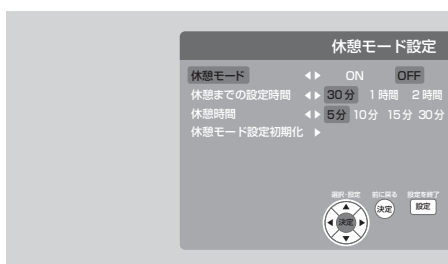 休憩モード設定
休憩モード ON OFF
休憩までの設定時間 30分 1時間 2時間
休憩時間 5分 10分 15分 30分
休憩モード設定初期化
選択・設定 前に戻る 設定を終了
決定 決定 設定